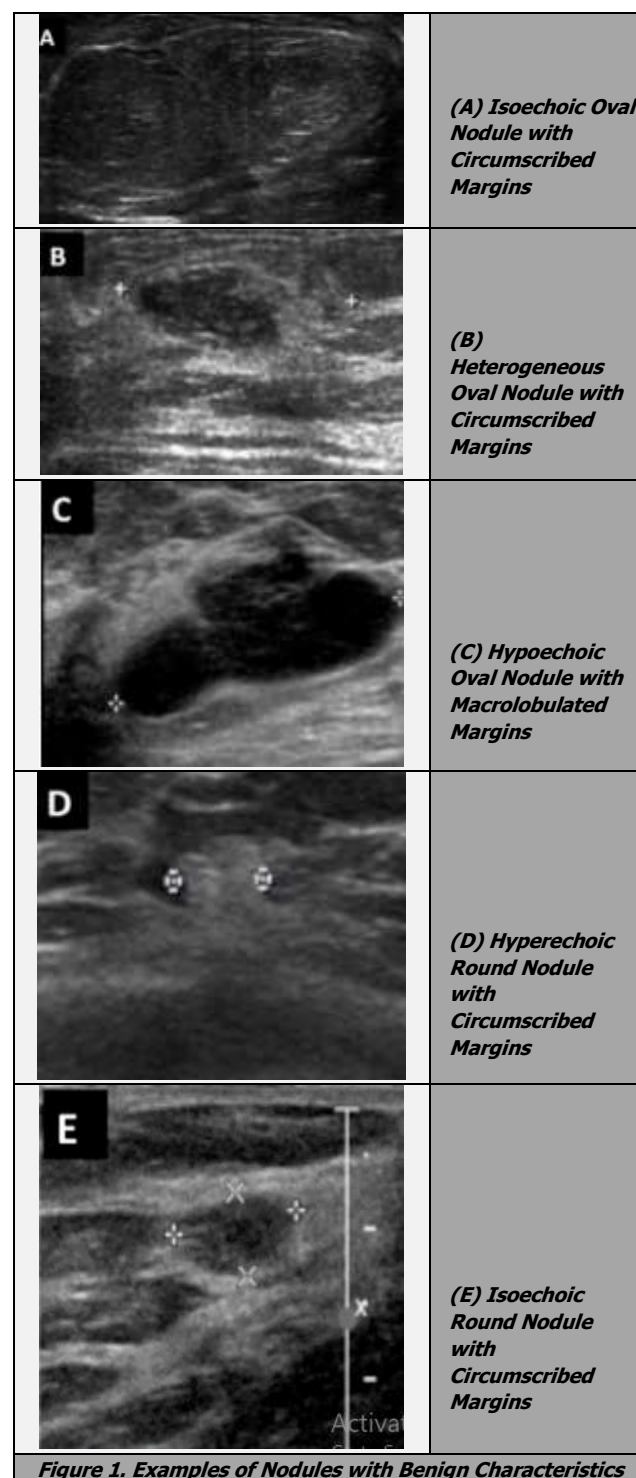 A
(A) Isoechoic Oval
Nodule with
Circumscribed
Margins
B
(B)
Heterogeneous
Oval Nodule with
Circumscribed
Margins
C
(C) Hypoechoic
Oval Nodule with
Macrolobulated
Margins
D
(D) Hyperechoic
Round Nodule
with
Circumscribed
Margins
E
x
Activat
(E) Isoechoic
Round Nodule
with
Circumscribed
Margins
Figure 1. Examples of Nodules with Benign Characteristics